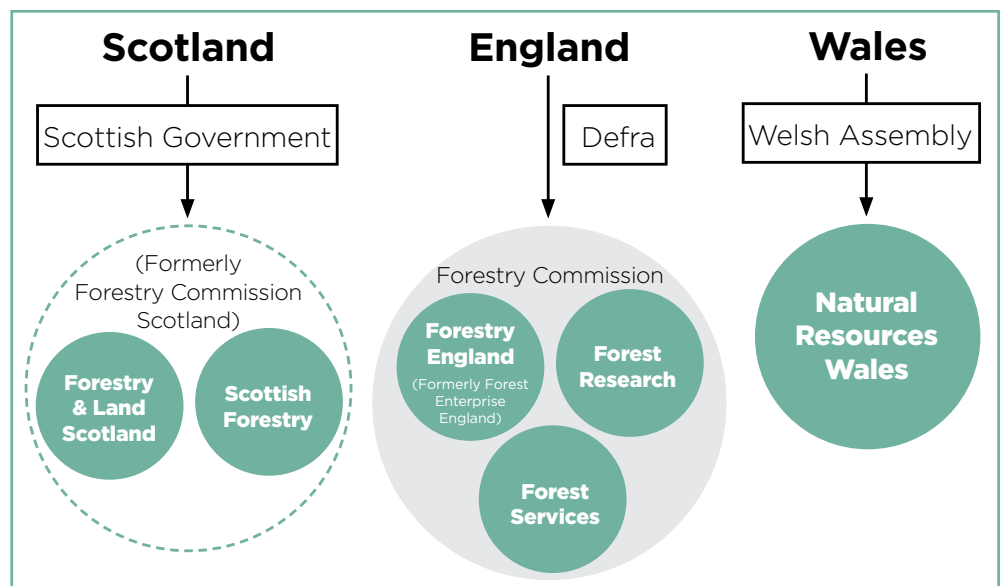 Scotland
Scottish Government
(Formerly
Forestry Commission
Scotland)
Forestry
& Land
Scotland
Scottish
Forestry
England
Defra
Forestry Commission
Forestry
England
(Formerly Forest
Enterprise
England)
Forest
Research
Forest
Services
Wales
Welsh Assembly
Natural
Resources
Wales